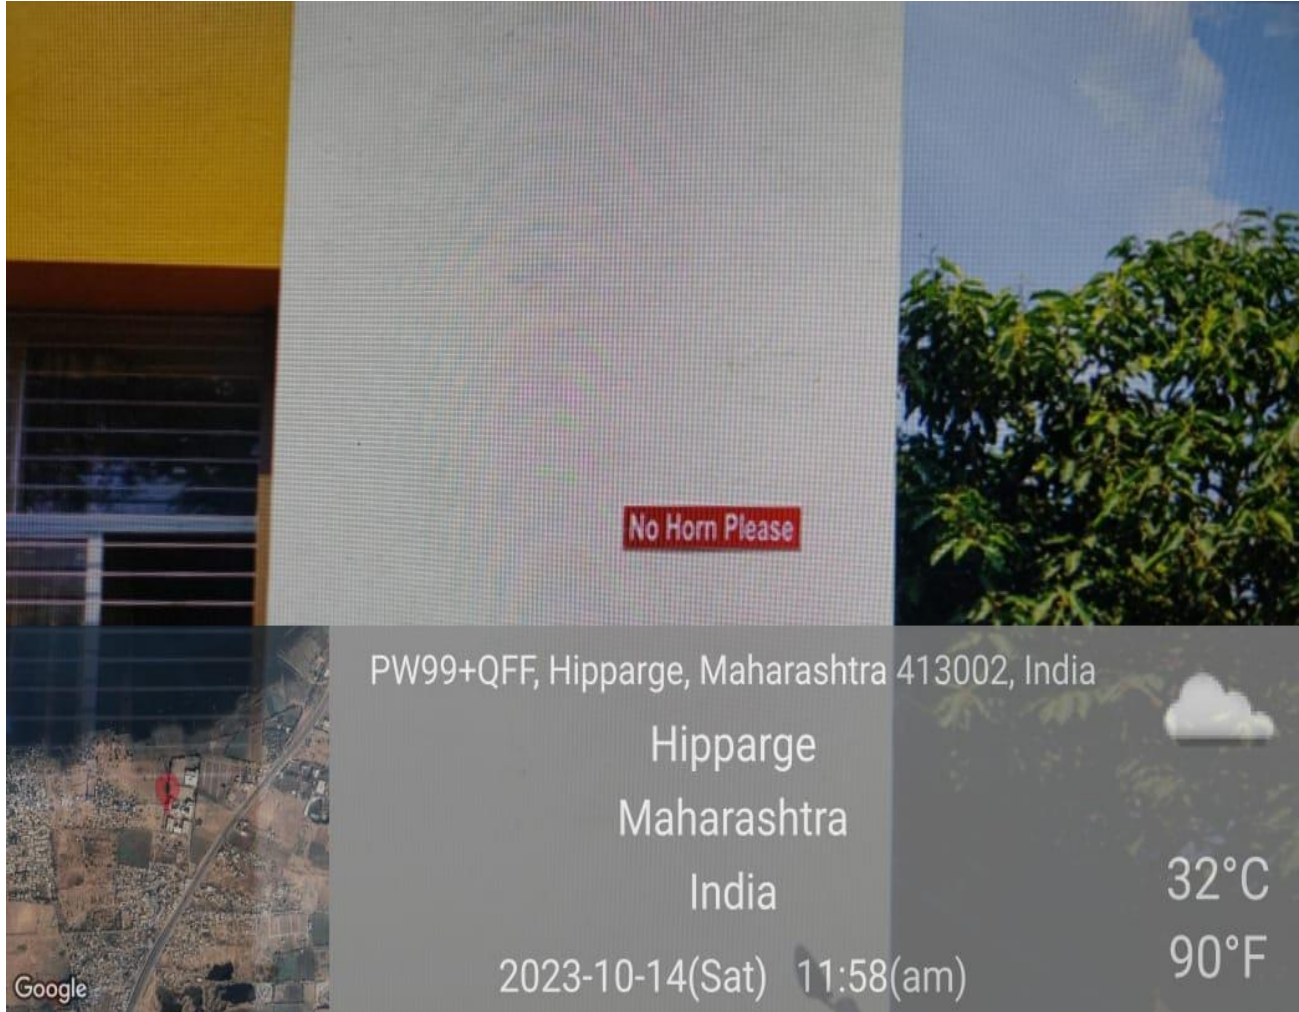 No Horn Please
PW99+QFF, Hipparge, Maharashtra 413002, India
Hipparge
Maharashtra
India
2023-10-14(Sat) 11:58(am)
32°C
90°F
Google